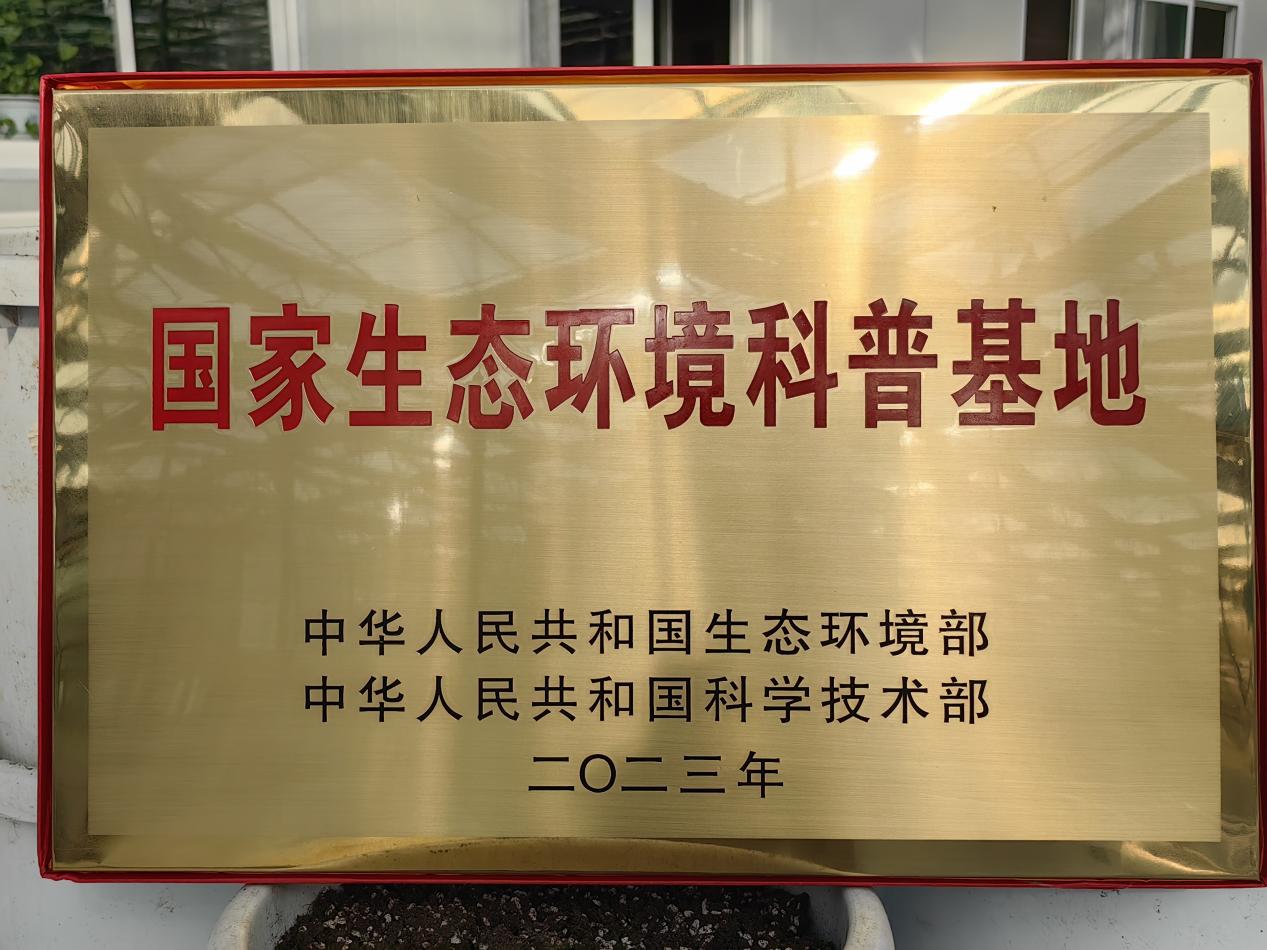 国家生态环境科普基地
中华人民共和国生态环境部
中华人民共和国科学技术部
二〇二三年